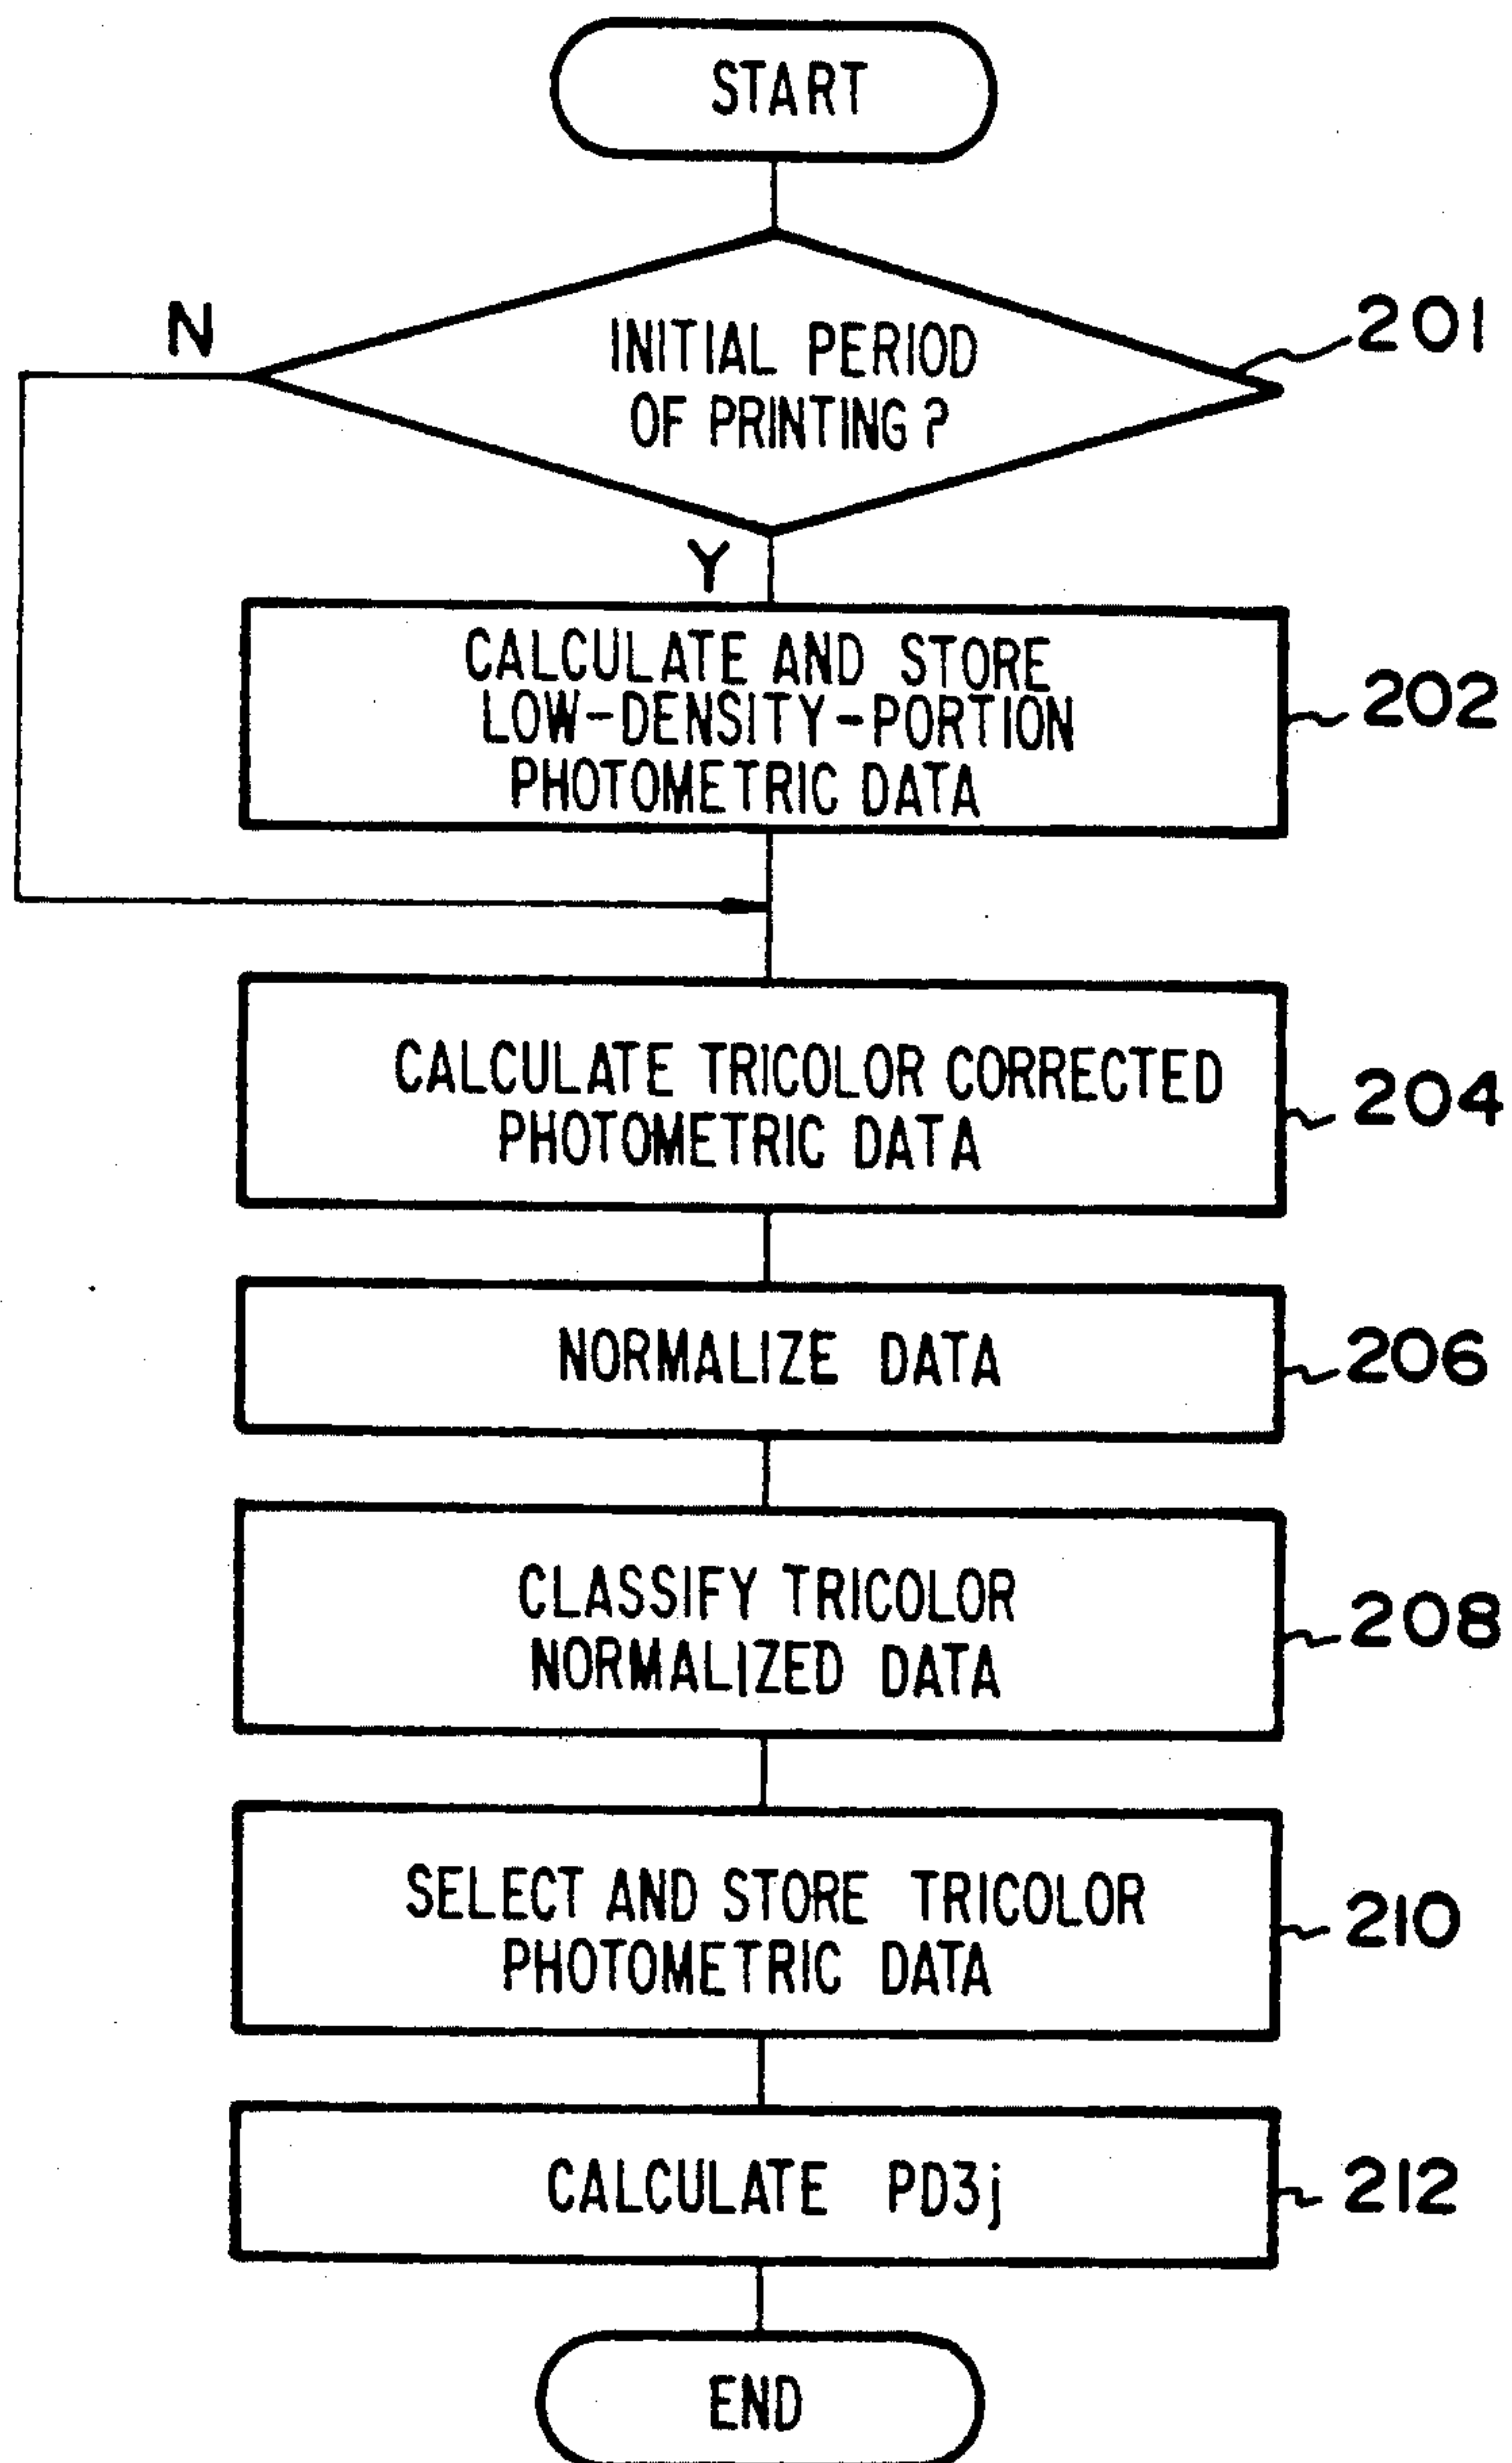 START
N
INITIAL PERIOD
OF PRINTING ?
201
Y
CALCULATE AND STORE
LOW-DENSITY-PORTION
PHOTOMETRIC DATA
202
CALCULATE TRICOLOR CORRECTED
PHOTOMETRIC DATA
204
NORMALIZE DATA
206
CLASSIFY TRICOLOR
NORMALIZED DATA
208
SELECT AND STORE TRICOLOR
PHOTOMETRIC DATA
210
CALCULATE PD3j
212
END